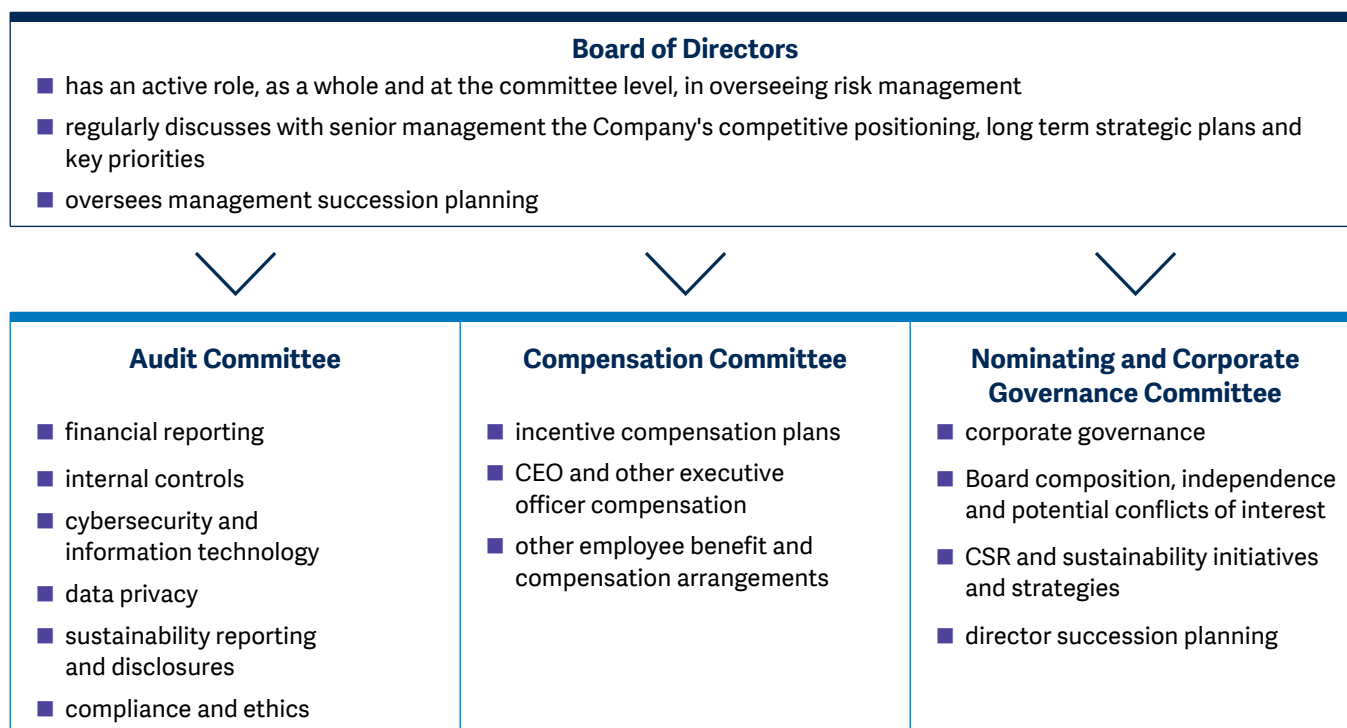 Board of Directors
■ has an active role, as a whole and at the committee level, in overseeing risk management
■ regularly discusses with senior management the Company's competitive positioning, long term strategic plans and
key priorities
■ oversees management succession planning
Audit Committee
■ financial reporting
■ internal controls
■ cybersecurity and
information technology
■ data privacy
■ sustainability reporting
and disclosures
■ compliance and ethics
Compensation Committee
■ incentive compensation plans
■ CEO and other executive
officer compensation
■ other employee benefit and
compensation arrangements
Nominating and Corporate
Governance Committee
■ corporate governance
■ Board composition, independence
and potential conflicts of interest
■ CSR and sustainability initiatives
and strategies
■ director succession planning